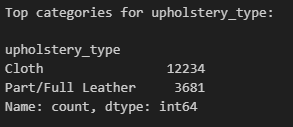 Top categories for upholstery_type:
upholstery_type
Cloth 12234
Part/Full Leather 3681
Name: count, dtype: int64